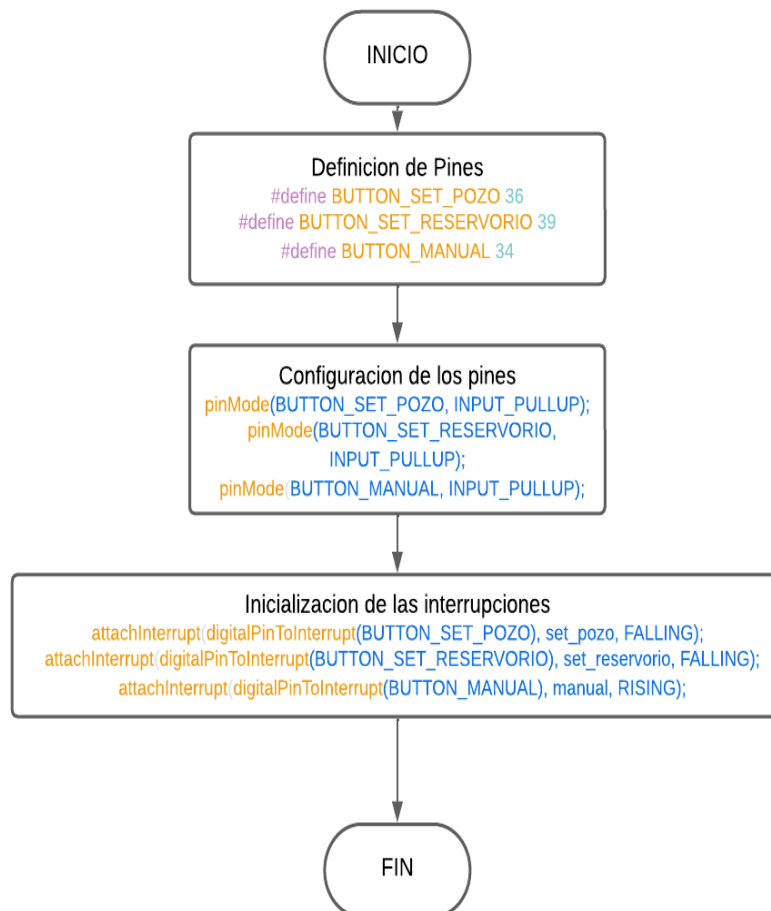 INICIO
Definicion de Pines
#define BUTTON_SET_POZO 36
#define BUTTON_SET_RESERVORIO 39
#define BUTTON_MANUAL 34
Configuracion de los pines
pinMode(BUTTON_SET_POZO, INPUT_PULLUP);
pinMode(BUTTON_SET_RESERVORIO,
INPUT_PULLUP);
pinMode(BUTTON_MANUAL, INPUT_PULLUP);
Inicializacion de las interrupciones
attachInterrupt(digitalPinToInterrupt(BUTTON_SET_POZO), set_pozo, FALLING);
attachInterrupt(digitalPinToInterrupt(BUTTON_SET_RESERVORIO), set_reservorio, FALLING);
attachInterrupt(digitalPinToInterrupt(BUTTON_MANUAL), manual, RISING);
FIN